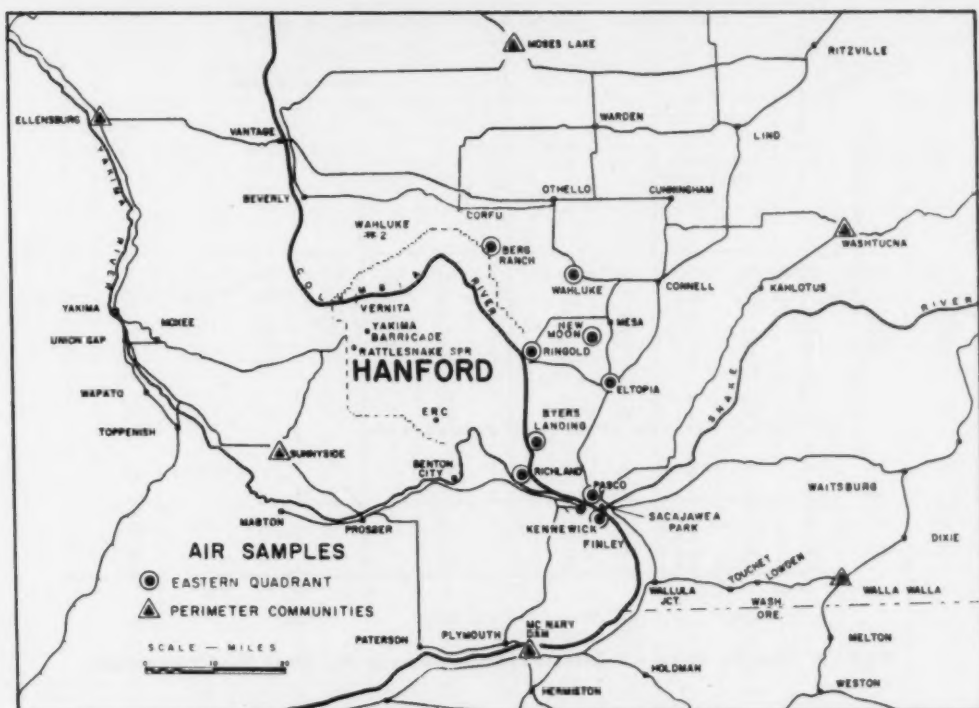 MOSES LAKE
RITZVILLE
ELLENSBURG
VANTAGE
WARDEN
LIND
YAKIMA RIVER
BEVERLY
OTHELLO
CUNNINGHAM
CORFU
WAHLUKE
#2
BERG
RANCH
WASHTUCNA
COLUMBIA RIVER
WAHLUKE
CONNELL
KAHLOTUS
VERNITA
YAKIMA
MOXEE
YAKIMA
BARRICADE
NEW
MOON
MESA
SNAKE RIVER
UNION GAP
RATTLESNAKE SPR
RINGOLD
HANFORD
ELTOPIA
WAPATO
ERC
BYERS
LANDING
TOPPENISH
SUNNYSIDE
BENTON
CITY
RICHLAND
PASCO
WAITSBURG
MABTON
PROSSER
KENNEWICK
SACAJAWEA
PARK
FINLEY
DIXIE
AIR SAMPLES
EASTERN QUADRANT
PERIMETER COMMUNITIES
WALLULA
JCT.
TOUCHET
LOWDEN
WALLA WALLA
WASH.
ORE.
SCALE — MILES
0 10 20
PATERSON
PLYMOUTH
MC NARY
DAM
MELTON
HOLDMAN
HERMISTON
WESTON